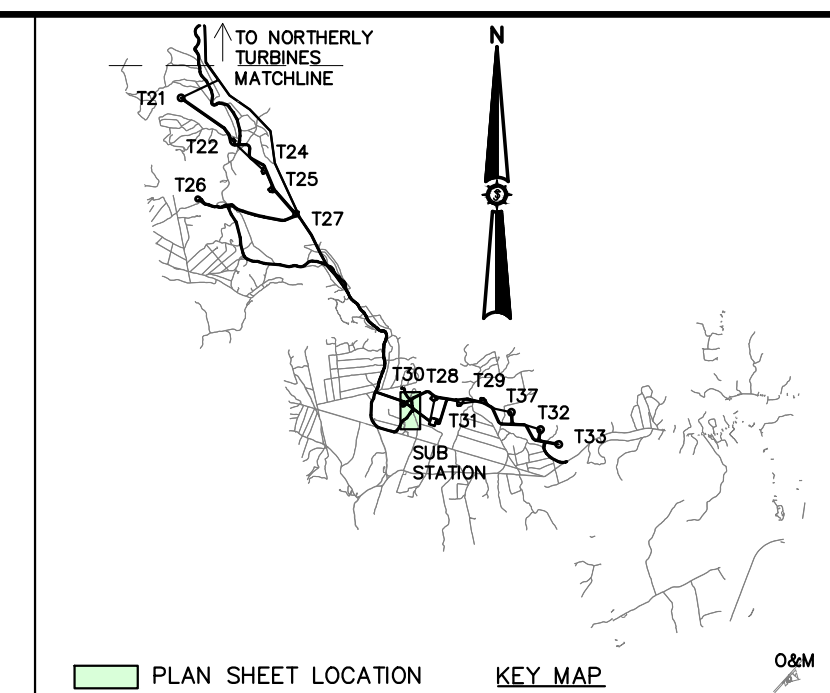 TO NORTHERLY
TURBINES
MATCHLINE
N
T21
T22
T24
T25
T26
T27
T30
T28
T29
T37
T31
T32
T33
SUB
STATION
O&M
PLAN SHEET LOCATION
KEY MAP